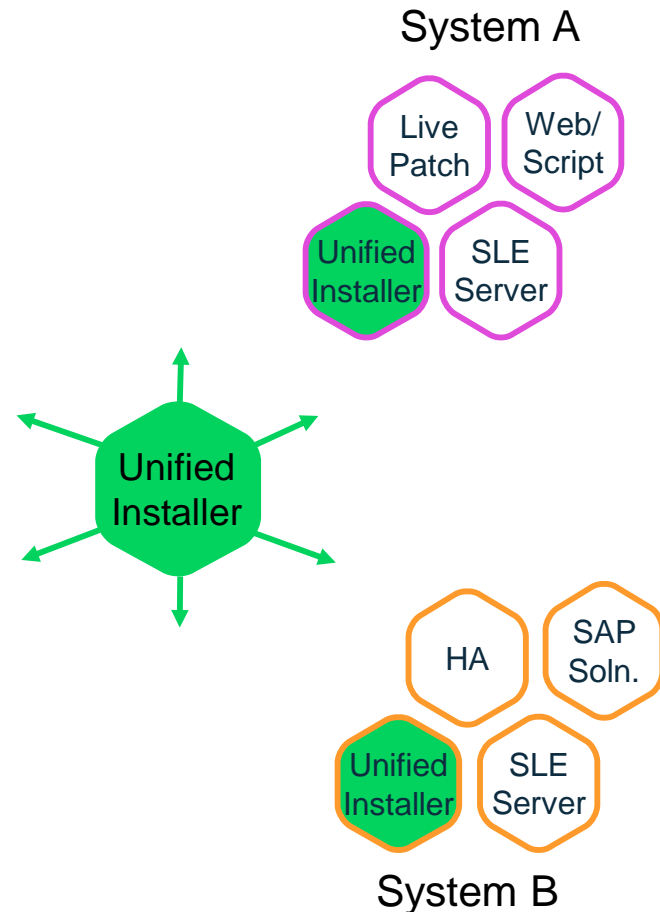 System A
Live
Patch
Web/
Script
Unified
Installer
SLE
Server
Unified
Installer
HA
SAP
Soln.
Unified
Installer
SLE
Server
System B